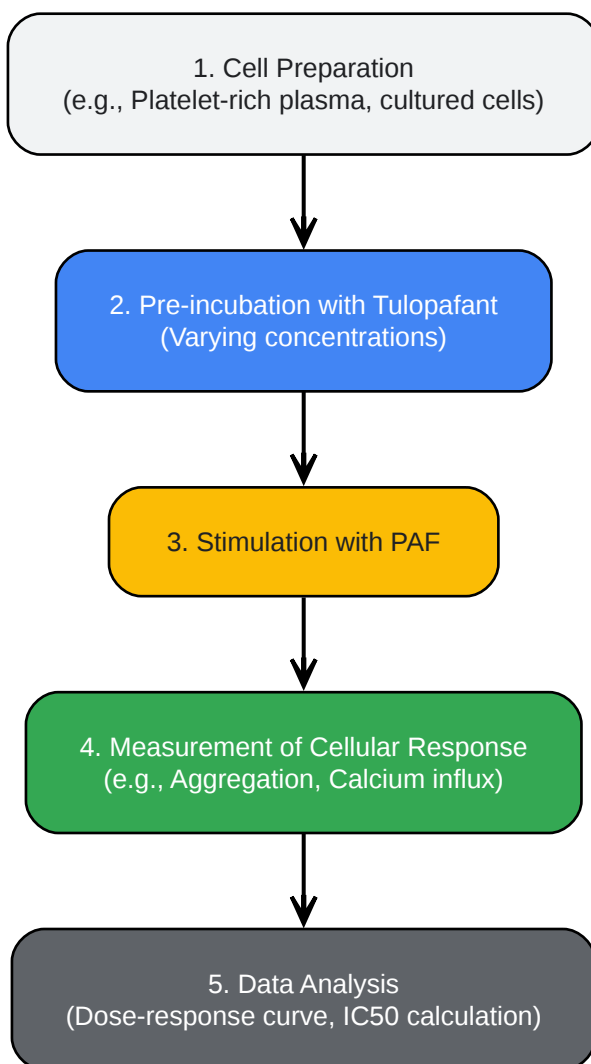 1. Cell Preparation
(e.g., Platelet-rich plasma, cultured cells)
2. Pre-incubation with Tulopafant
(Varying concentrations)
3. Stimulation with PAF
4. Measurement of Cellular Response
(e.g., Aggregation, Calcium influx)
5. Data Analysis
(Dose-response curve, IC50 calculation)